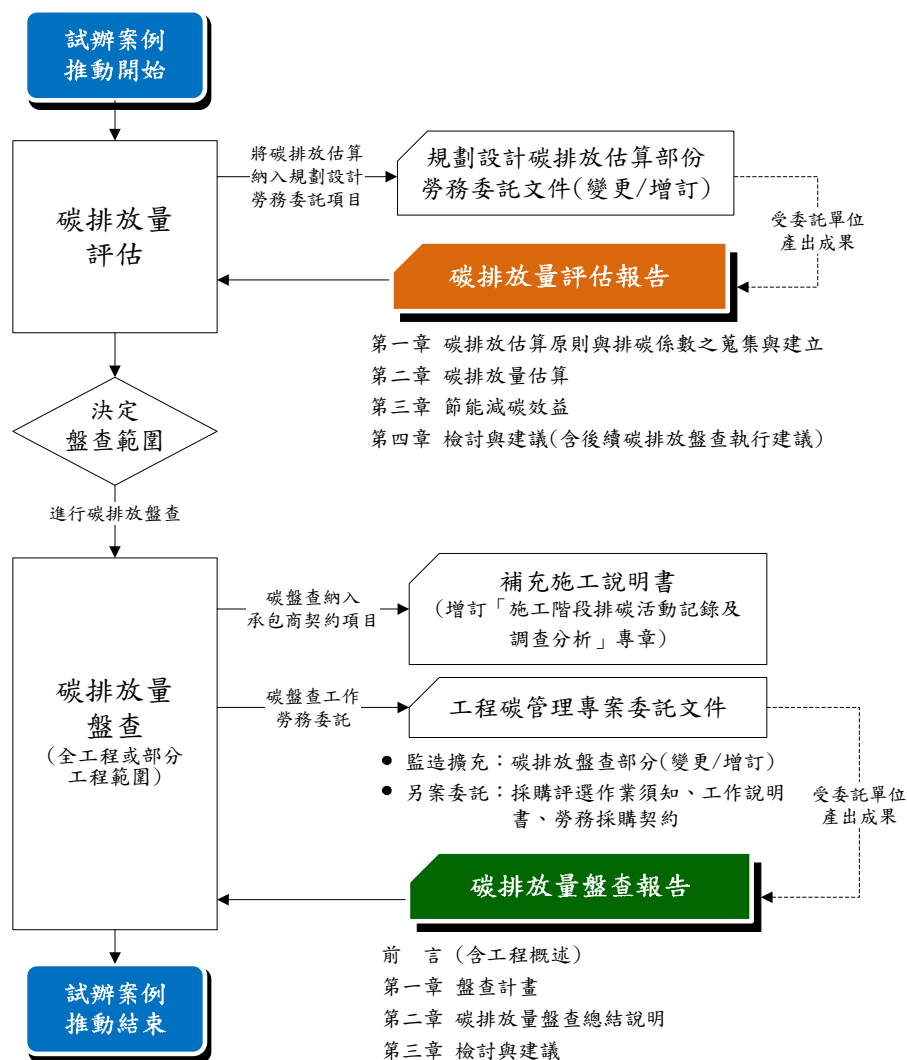 試辦案例
推動開始
碳排放量
評估
將碳排放估算
納入規劃設計
勞務委託項目
規劃設計碳排放估算部份
勞務委託文件(變更/增訂)
受委託單位
產出成果
碳排放量評估報告
第一章 碳排放估算原則與排碳係數之蒐集與建立
第二章 碳排放量估算
第三章 節能減碳效益
第四章 檢討與建議(含後續碳排放盤查執行建議)
決定
盤查範圍
進行碳排放盤查
碳排放量
盤查
(全工程或部分
工程範圍)
碳盤查納入
承包商契約項目
補充施工說明書
(增訂「施工階段排碳活動記錄及
調查分析」專章)
碳盤查工作
勞務委託
工程碳管理專案委託文件
● 監造擴充：碳排放盤查部分(變更/增訂)
● 另案委託：採購評選作業須知、工作說明
書、勞務採購契約
受委託單位
產出成果
碳排放量盤查報告
前　言 (含工程概述)
第一章 盤查計畫
第二章 碳排放量盤查總結說明
第三章 檢討與建議
試辦案例
推動結束